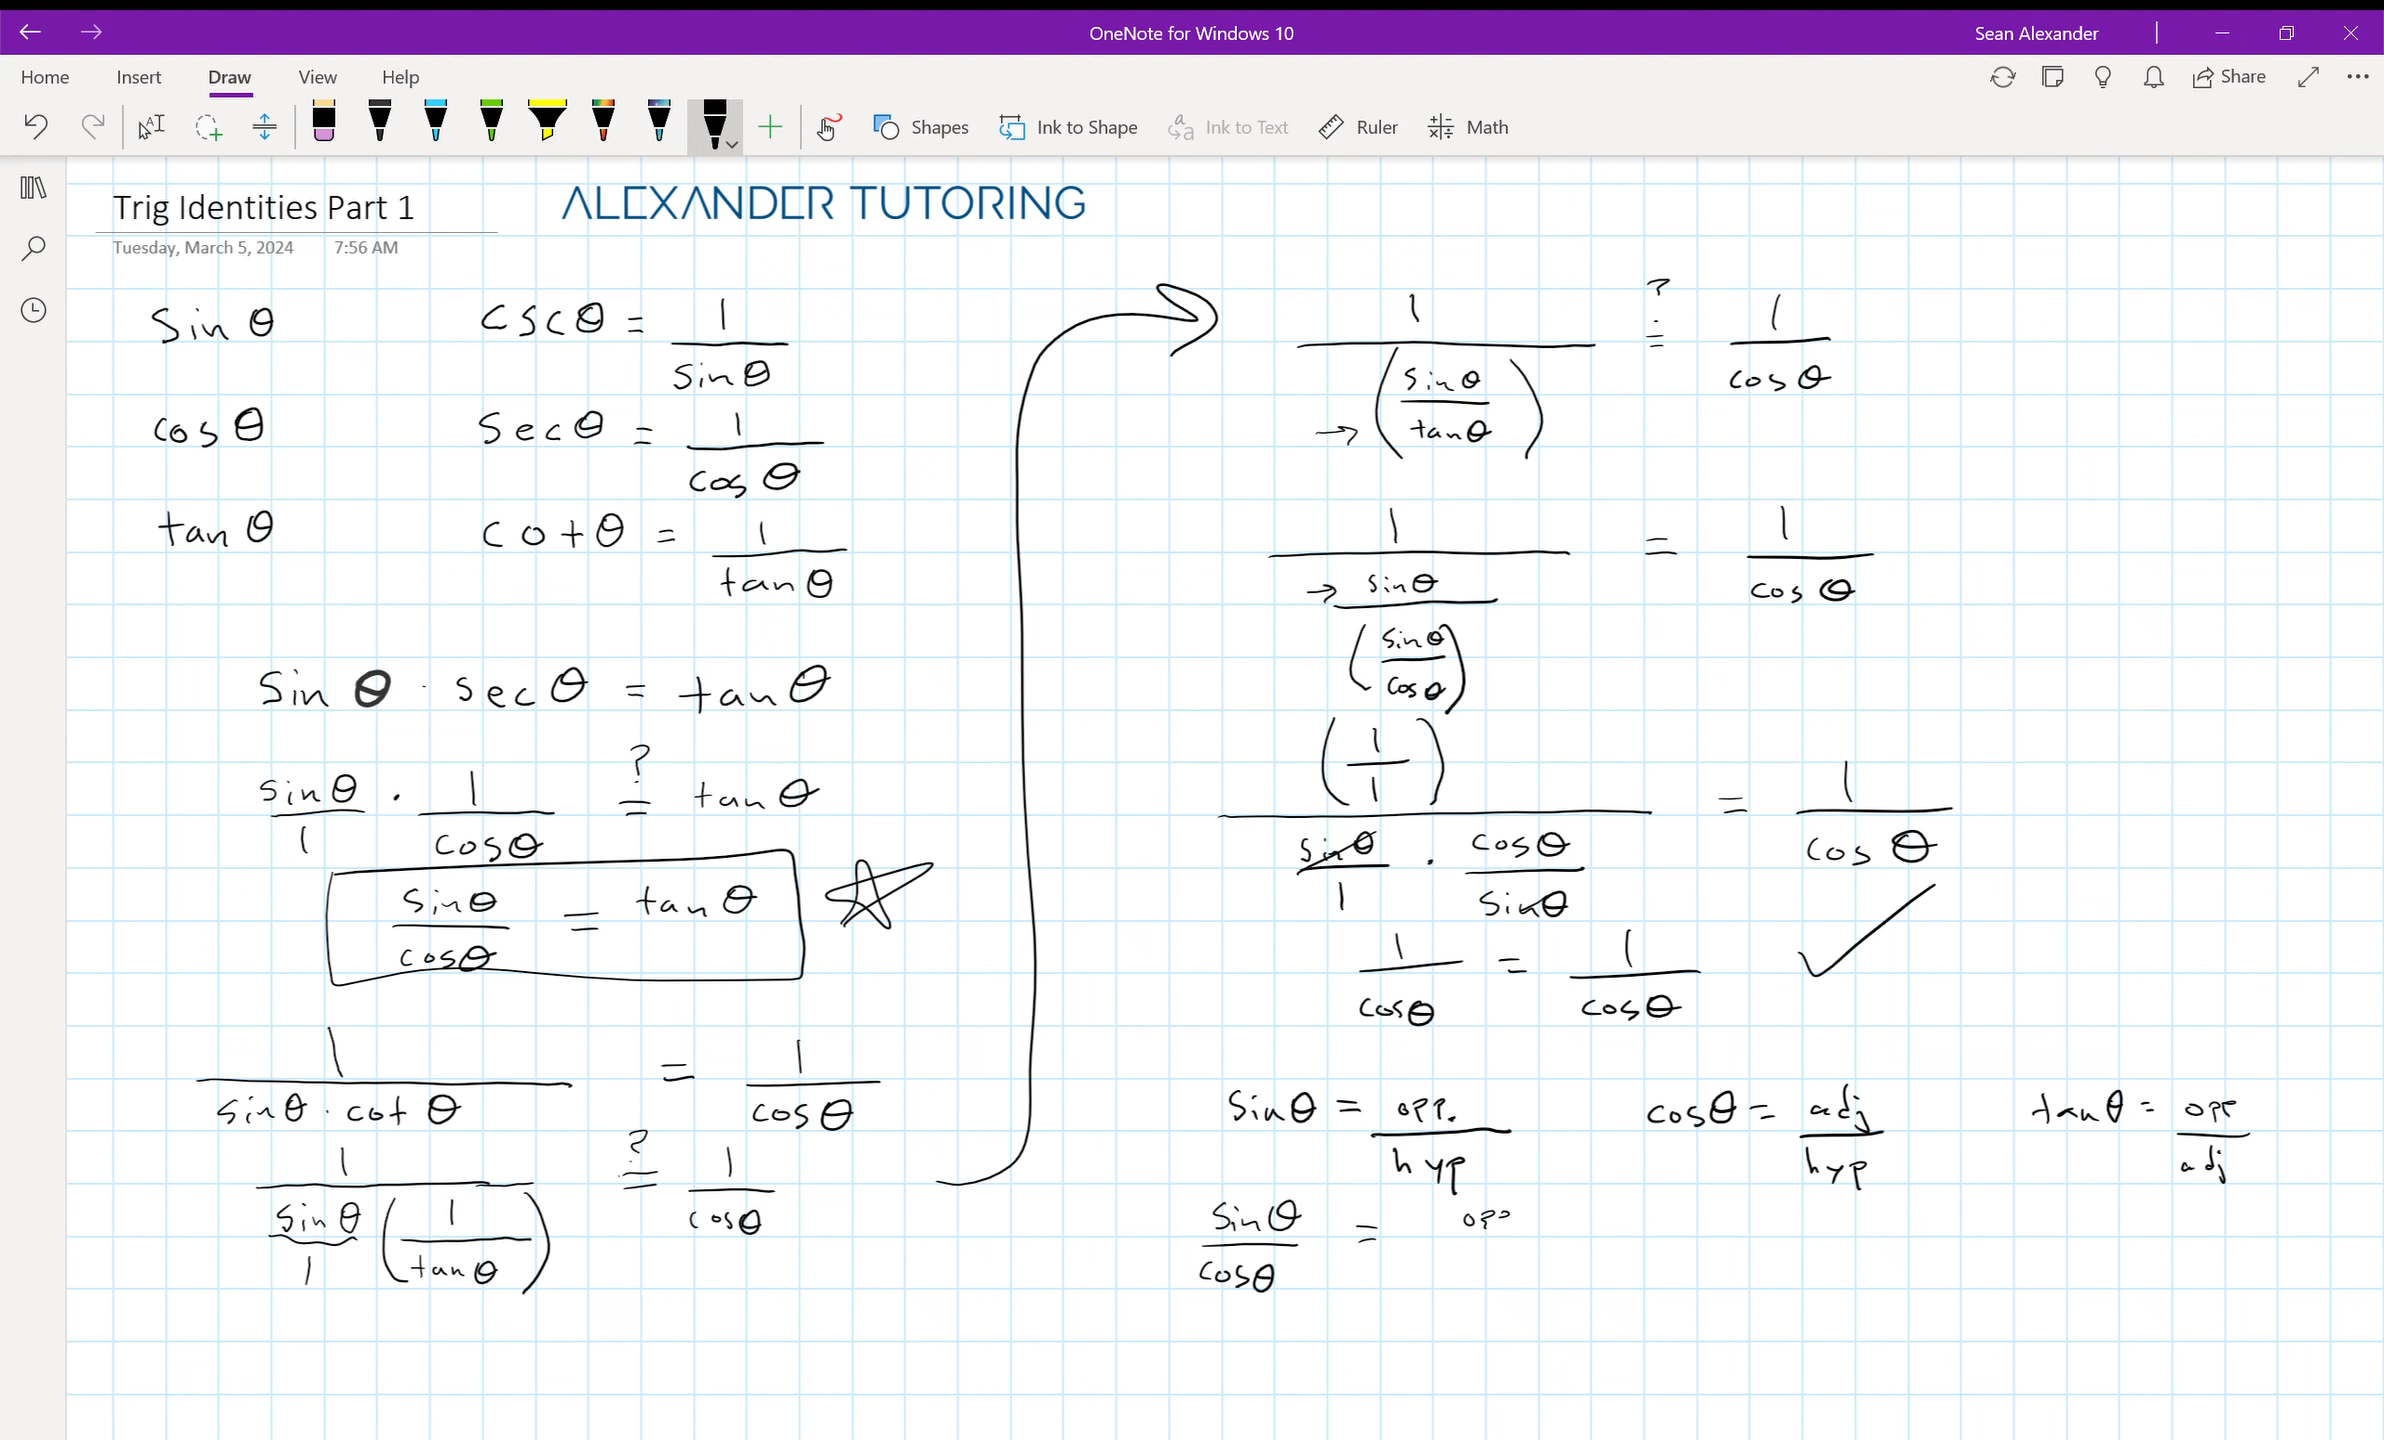 OneNote for Windows 10
Sean Alexander
Home Insert Draw View Help
Share
Shapes Ink to Shape Ink to Text Ruler Math
Trig Identities Part 1
ALEXANDER TUTORING
Tuesday, March 5, 2024 7:56 AM
sin θ csc θ = 1 / sin θ
cos θ sec θ = 1 / cos θ
tan θ cot θ = 1 / tan θ
sin θ · sec θ = tan θ
sin θ / 1 · 1 / cos θ ?= tan θ
sin θ / cos θ = tan θ
1 / (sin θ · cot θ) = 1 / cos θ
1 / (sin θ / 1 (1 / tan θ)) ?= 1 / cos θ
1 / (sin θ / tan θ) ?= 1 / cos θ
1 / (sin θ / (sin θ / cos θ)) = 1 / cos θ
(1 / 1) / (sin θ / 1 · cos θ / sin θ) = 1 / cos θ
1 / cos θ = 1 / cos θ
sin θ = opp. / hyp cos θ = adj / hyp tan θ = opp / adj
sin θ / cos θ = opp